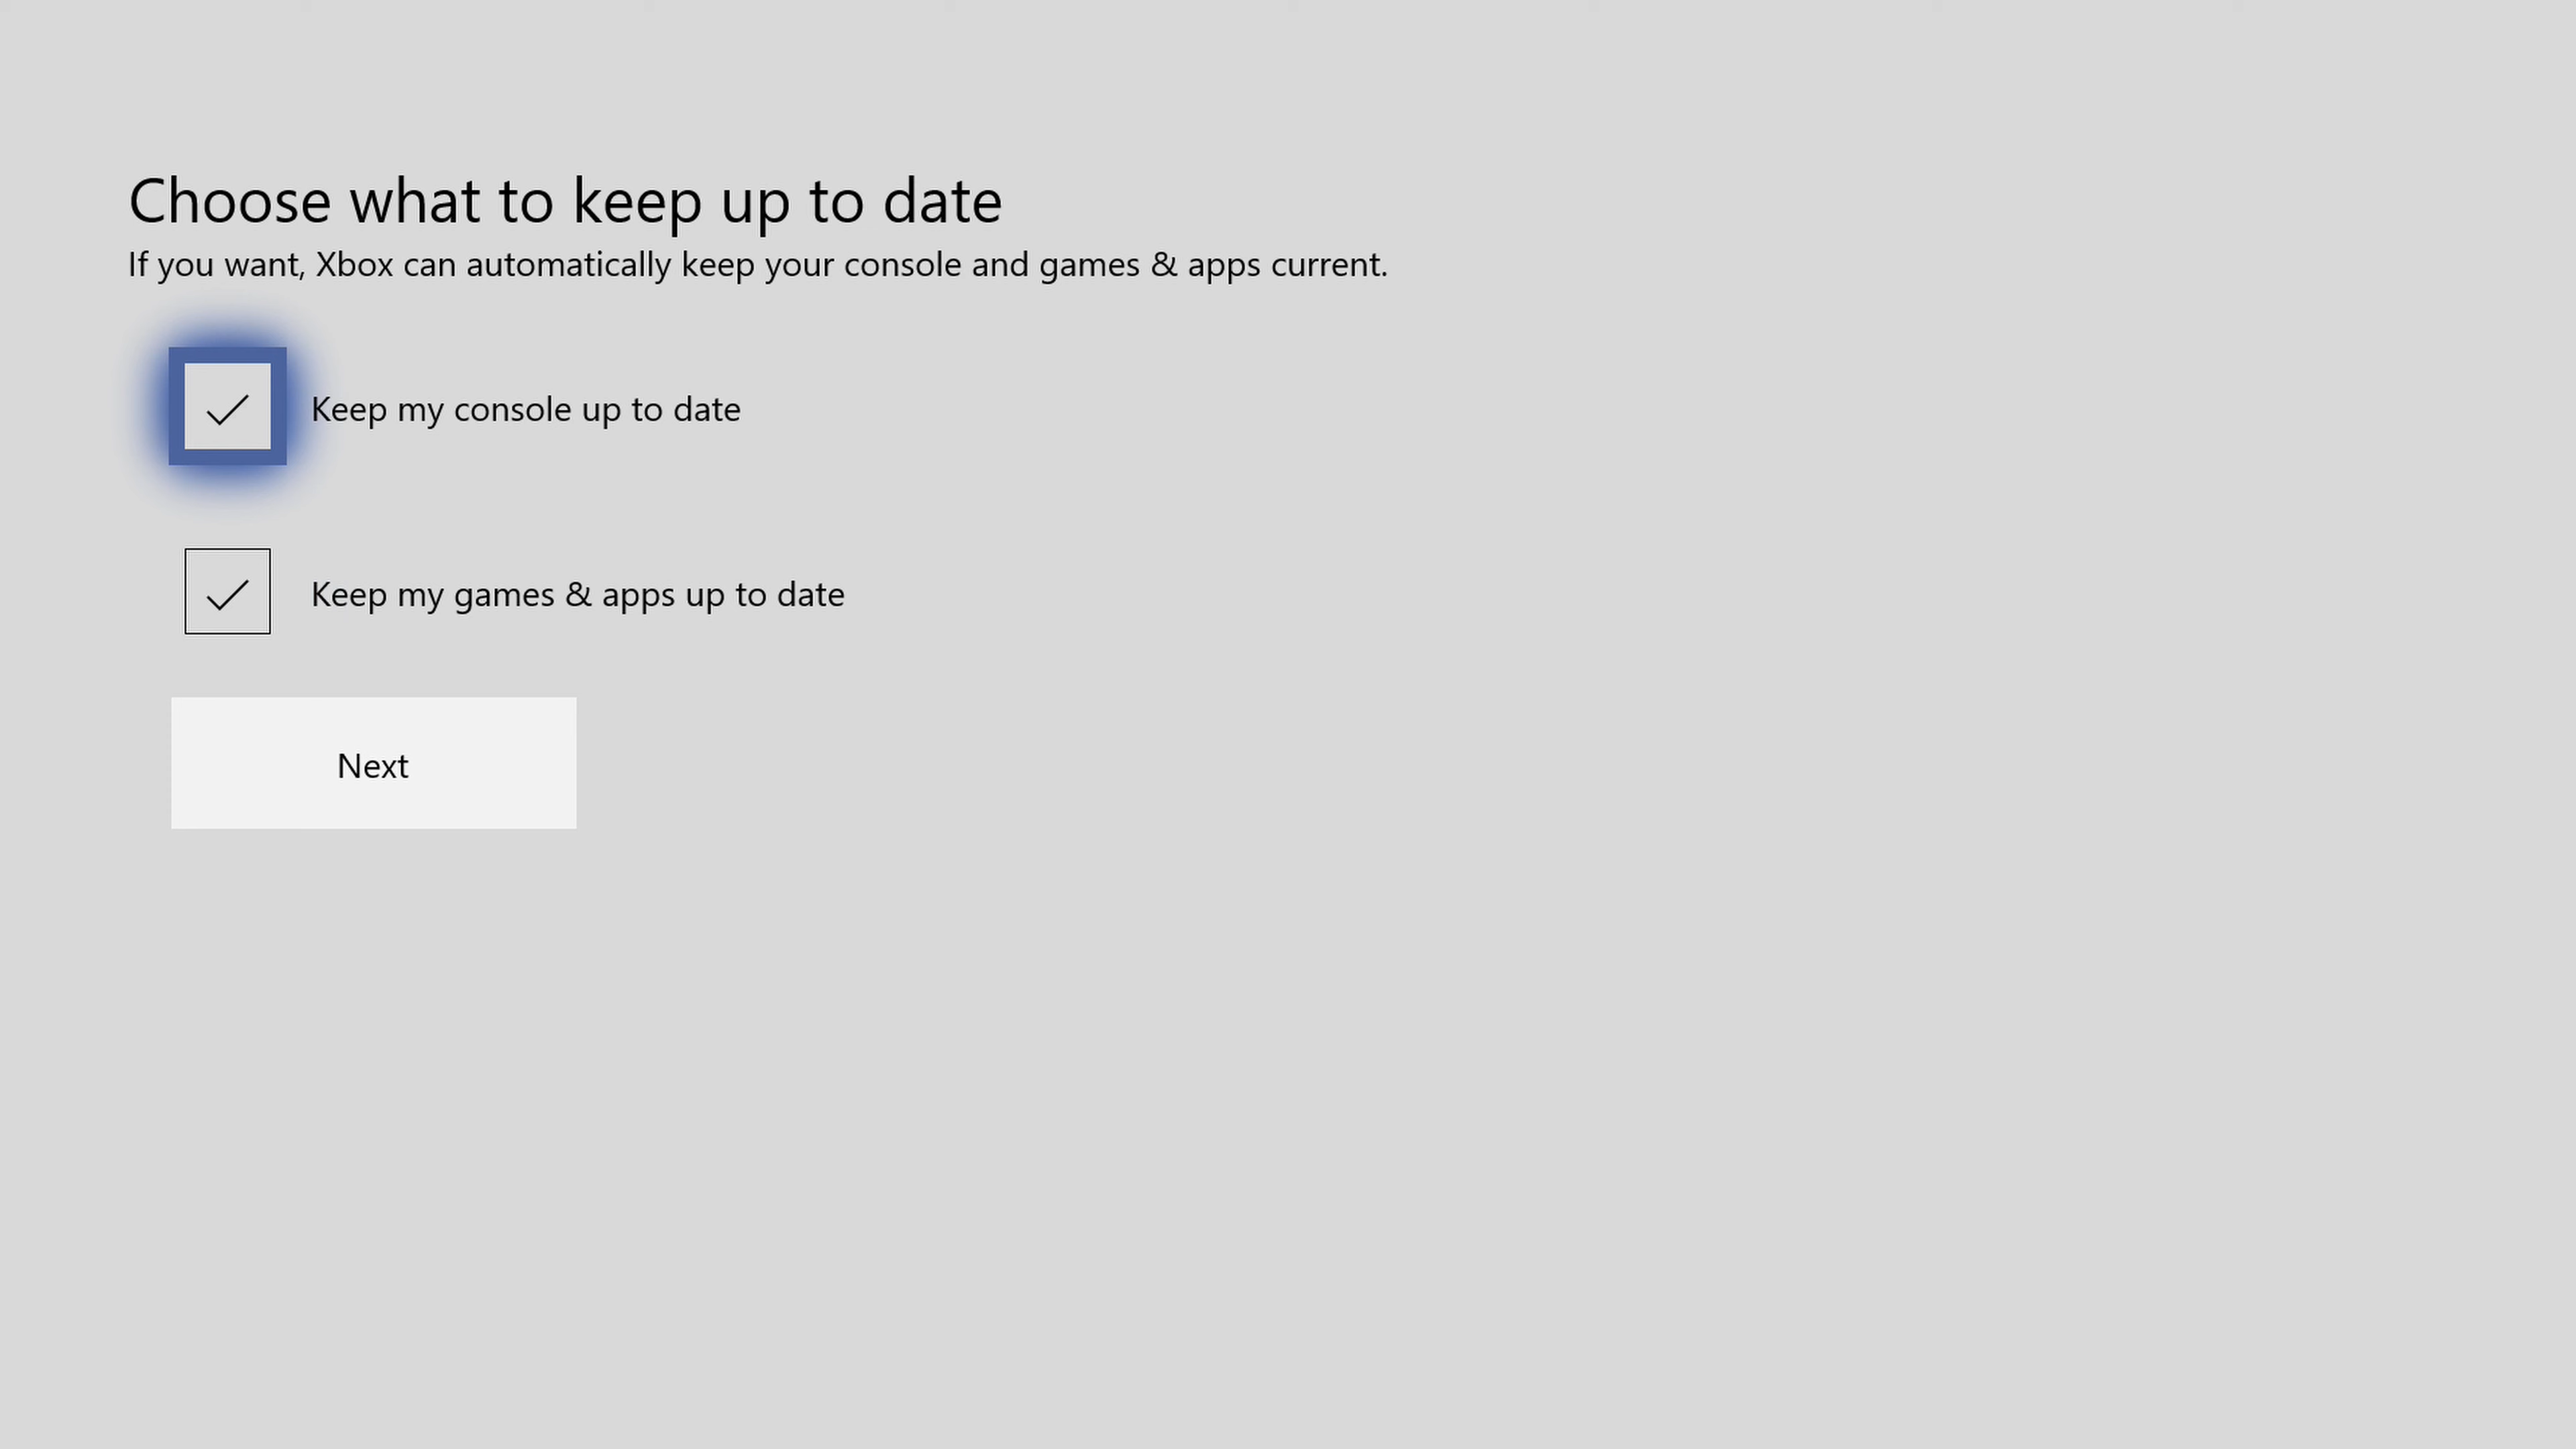 Choose what to keep up to date
If you want, Xbox can automatically keep your console and games & apps current.
Keep my console up to date
Keep my games & apps up to date
Next